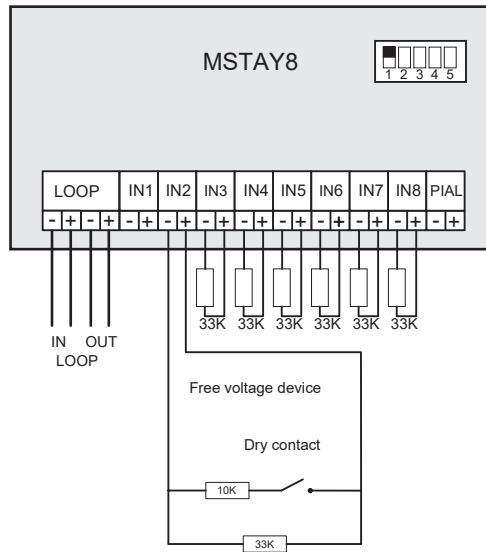 MSTAY8
1 2 3 4 5
LOOP IN1 IN2 IN3 IN4 IN5 IN6 IN7 IN8 PIAL
- + - + - + - + - + - + - + - + - + - + - +
33K 33K 33K 33K 33K 33K
IN OUT
LOOP
Free voltage device
Dry contact
10K
33K